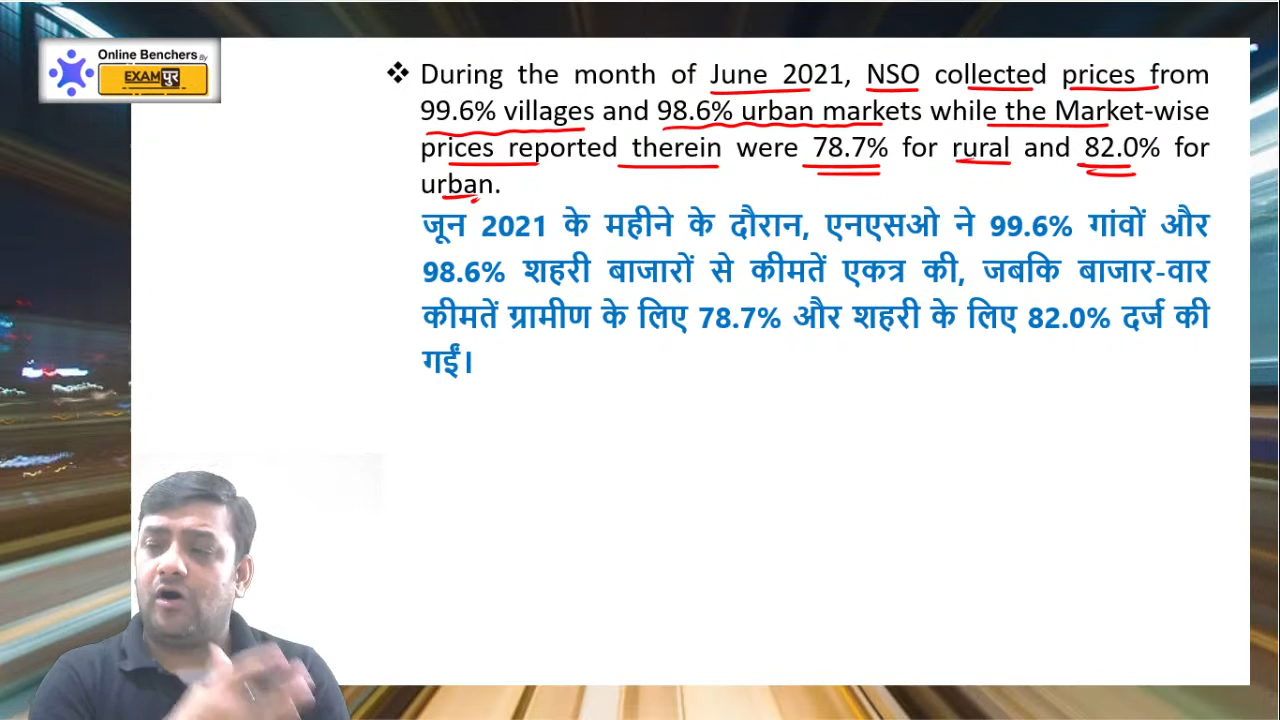 Online Benchers By
EXAMपुर
❖ During the month of June 2021, NSO collected prices from
99.6% villages and 98.6% urban markets while the Market-wise
prices reported therein were 78.7% for rural and 82.0% for
urban.
जून 2021 के महीने के दौरान, एनएसओ ने 99.6% गांवों और
98.6% शहरी बाजारों से कीमतें एकत्र की, जबकि बाजार-वार
कीमतें ग्रामीण के लिए 78.7% और शहरी के लिए 82.0% दर्ज की
गईं।